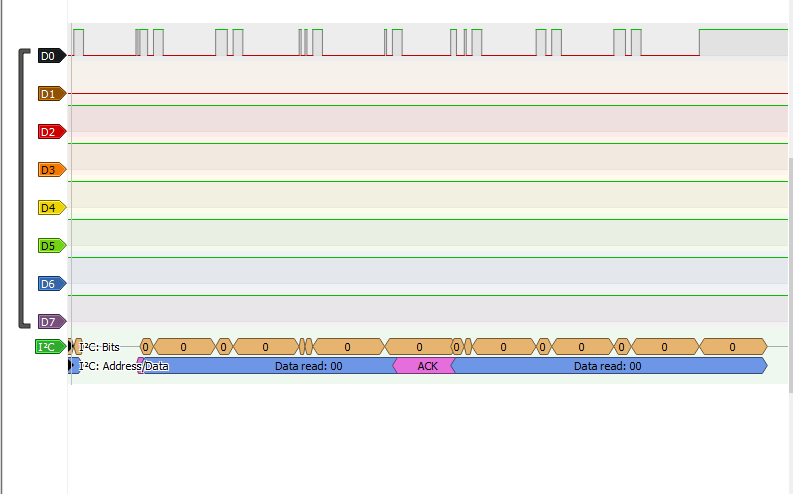 D0
D1
D2
D3
D4
D5
D6
D7
I²C I²C: Bits 0 0 0 0 0 0 0 0 0 0 0 0 0
I²C: Address/Data Data read: 00 ACK Data read: 00